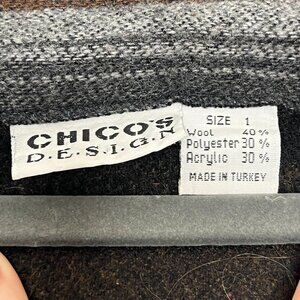 CHICO'S
D.E.S.I.G.N
SIZE 1
Wool 40 %
Polyester 30 %
Acrylic 30 %
MADE IN TURKEY